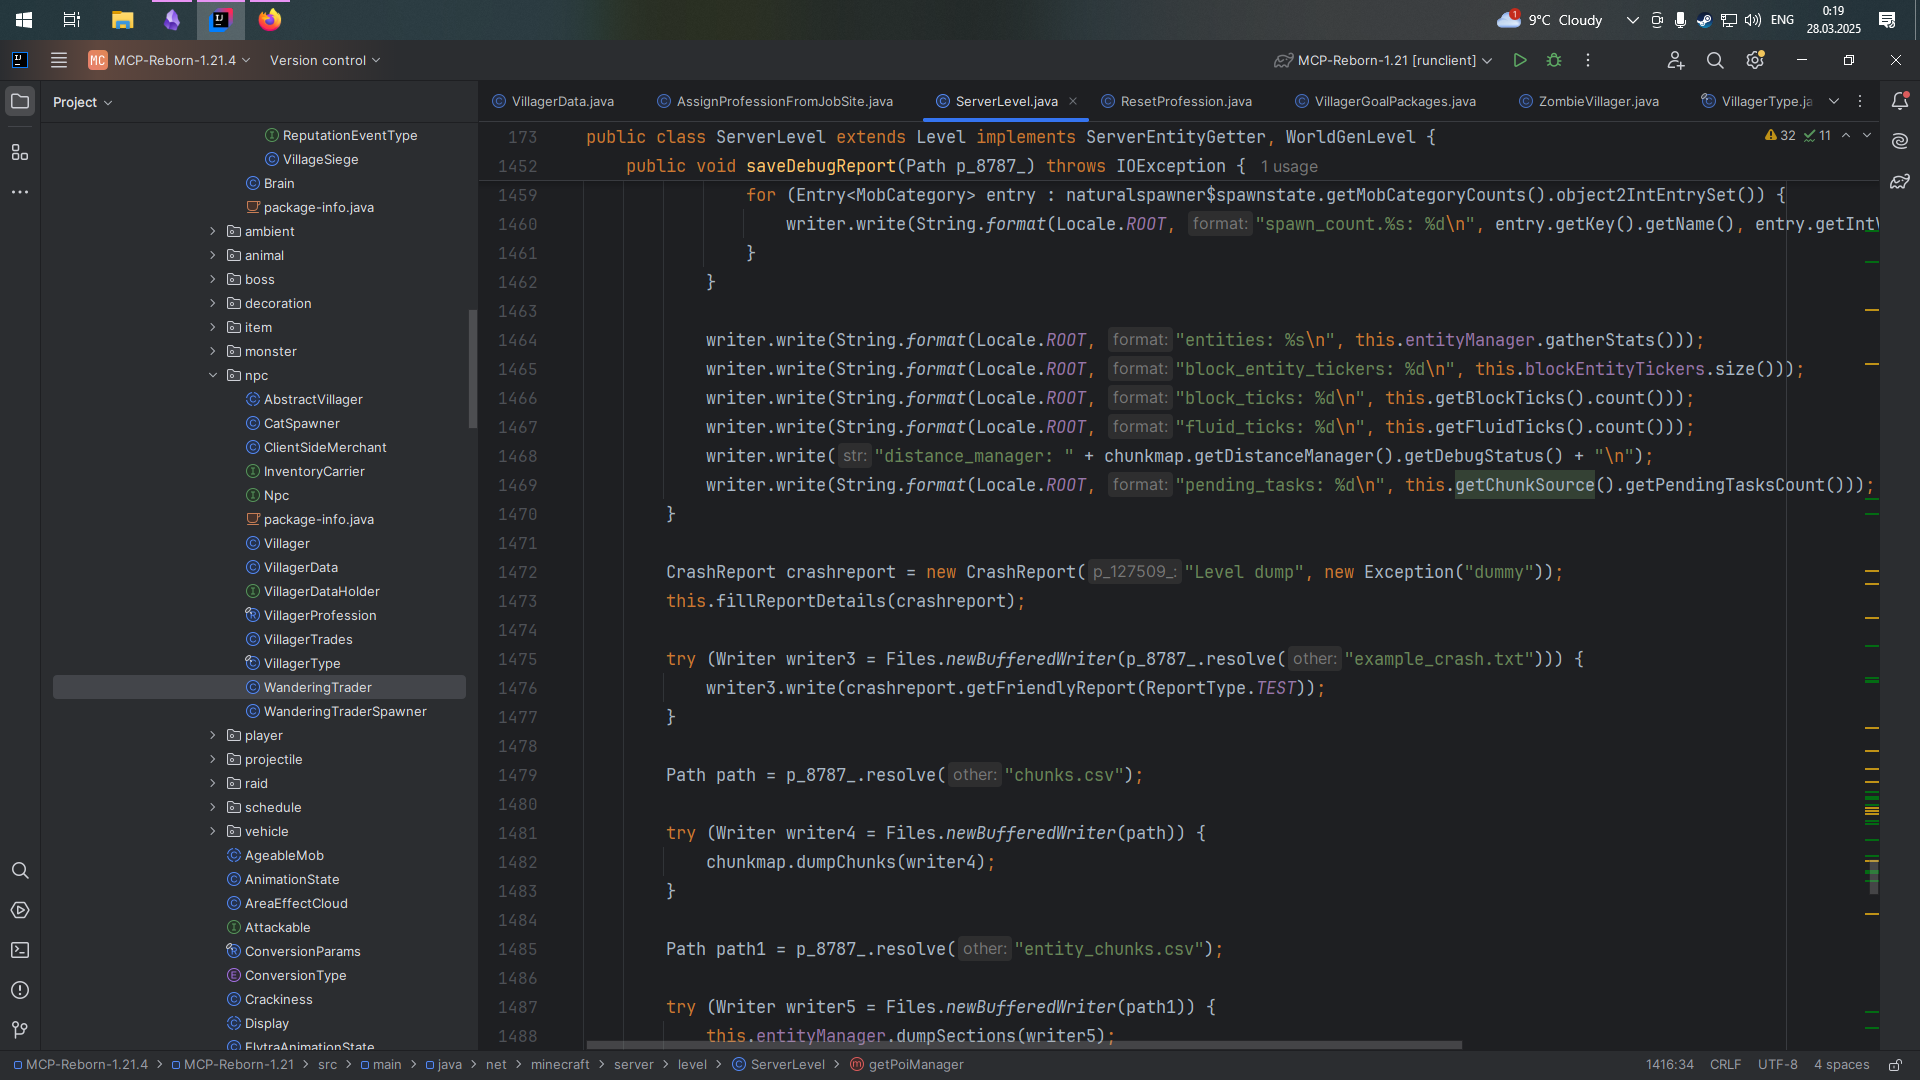 1
9°C Cloudy
ENG
0:19
28.03.2025
MC MCP-Reborn-1.21.4
Version control
MCP-Reborn-1.21 [runclient]
Project
ReputationEventType
VillageSiege
Brain
package-info.java
ambient
animal
boss
decoration
item
monster
npc
AbstractVillager
CatSpawner
ClientSideMerchant
InventoryCarrier
Npc
package-info.java
Villager
VillagerData
VillagerDataHolder
VillagerProfession
VillagerTrades
VillagerType
WanderingTrader
WanderingTraderSpawner
player
projectile
raid
schedule
vehicle
AgeableMob
AnimationState
AreaEffectCloud
Attackable
ConversionParams
ConversionType
Crackiness
Display
ElytraAnimationState
VillagerData.java
AssignProfessionFromJobSite.java
ServerLevel.java
ResetProfession.java
VillagerGoalPackages.java
ZombieVillager.java
VillagerType.ja
32 11
173 public class ServerLevel extends Level implements ServerEntityGetter, WorldGenLevel {
1452 public void saveDebugReport(Path p_8787_) throws IOException { 1 usage
1459 for (Entry<MobCategory> entry : naturalspawner$spawnstate.getMobCategoryCounts().object2IntEntrySet()) {
1460 writer.write(String.format(Locale.ROOT, format: "spawn_count.%s: %d\n", entry.getKey().getName(), entry.getIntV
1461 }
1462 }
1463
1464 writer.write(String.format(Locale.ROOT, format: "entities: %s\n", this.entityManager.gatherStats()));
1465 writer.write(String.format(Locale.ROOT, format: "block_entity_tickers: %d\n", this.blockEntityTickers.size()));
1466 writer.write(String.format(Locale.ROOT, format: "block_ticks: %d\n", this.getBlockTicks().count()));
1467 writer.write(String.format(Locale.ROOT, format: "fluid_ticks: %d\n", this.getFluidTicks().count()));
1468 writer.write( str: "distance_manager: " + chunkmap.getDistanceManager().getDebugStatus() + "\n");
1469 writer.write(String.format(Locale.ROOT, format: "pending_tasks: %d\n", this.getChunkSource().getPendingTasksCount()));
1470 }
1471
1472 CrashReport crashreport = new CrashReport( p_127509_: "Level dump", new Exception("dummy"));
1473 this.fillReportDetails(crashreport);
1474
1475 try (Writer writer3 = Files.newBufferedWriter(p_8787_.resolve( other: "example_crash.txt"))) {
1476 writer3.write(crashreport.getFriendlyReport(ReportType.TEST));
1477 }
1478
1479 Path path = p_8787_.resolve( other: "chunks.csv");
1480
1481 try (Writer writer4 = Files.newBufferedWriter(path)) {
1482 chunkmap.dumpChunks(writer4);
1483 }
1484
1485 Path path1 = p_8787_.resolve( other: "entity_chunks.csv");
1486
1487 try (Writer writer5 = Files.newBufferedWriter(path1)) {
1488 this.entityManager.dumpSections(writer5);
MCP-Reborn-1.21.4 > MCP-Reborn-1.21 > src > main > java > net > minecraft > server > level > ServerLevel > getPoiManager
1416:34 CRLF UTF-8 4 spaces